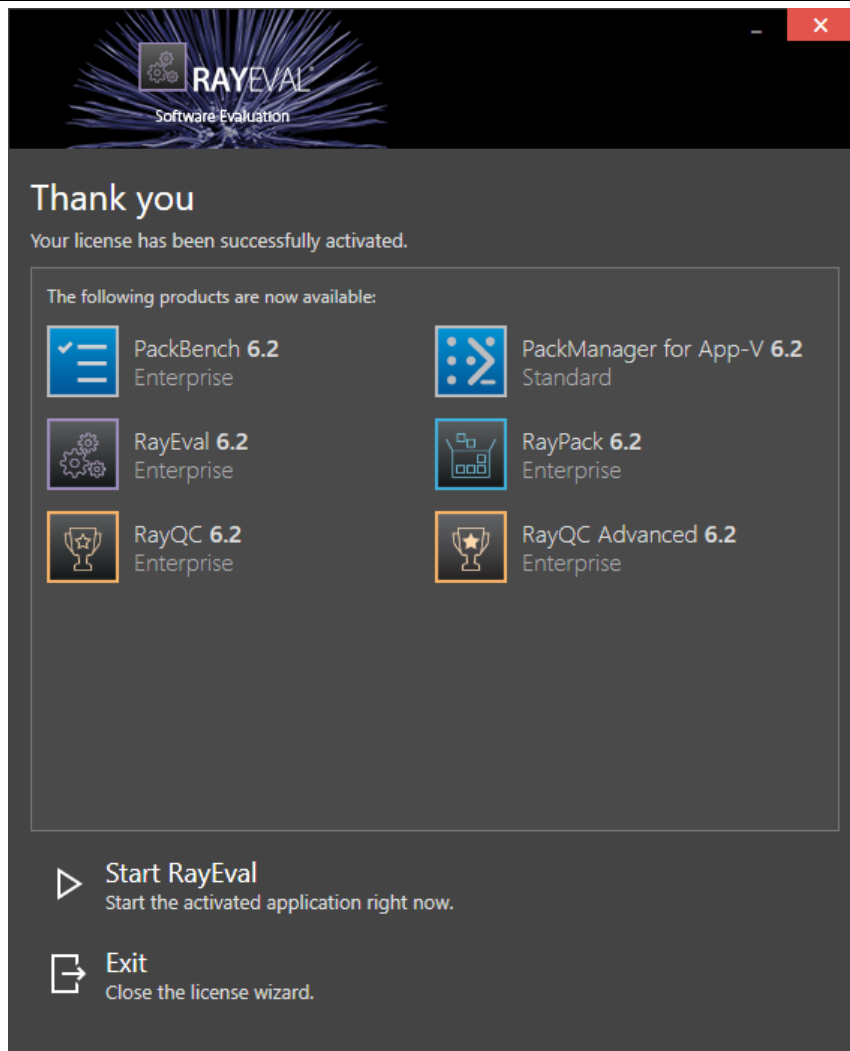 RAYEVAL®
Software Evaluation
Thank you
Your license has been successfully activated.
The following products are now available:
PackBench 6.2
Enterprise
PackManager for App-V 6.2
Standard
RayEval 6.2
Enterprise
RayPack 6.2
Enterprise
RayQC 6.2
Enterprise
RayQC Advanced 6.2
Enterprise
Start RayEval
Start the activated application right now.
Exit
Close the license wizard.